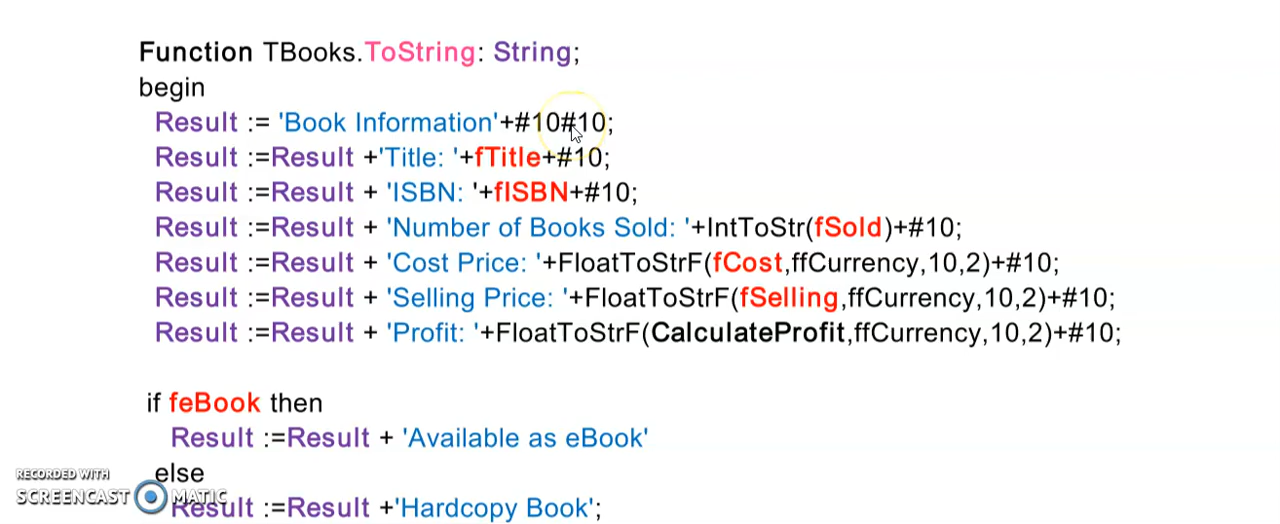 Function TBooks.ToString: String;
begin
Result := 'Book Information'+#10#10;
Result :=Result +'Title: '+fTitle+#10;
Result :=Result + 'ISBN: '+fISBN+#10;
Result :=Result + 'Number of Books Sold: '+IntToStr(fSold)+#10;
Result :=Result + 'Cost Price: '+FloatToStrF(fCost,ffCurrency,10,2)+#10;
Result :=Result + 'Selling Price: '+FloatToStrF(fSelling,ffCurrency,10,2)+#10;
Result :=Result + 'Profit: '+FloatToStrF(CalculateProfit,ffCurrency,10,2)+#10;
if feBook then
Result :=Result + 'Available as eBook'
else
Result :=Result +'Hardcopy Book';
RECORDED WITH
SCREENCAST MATIC